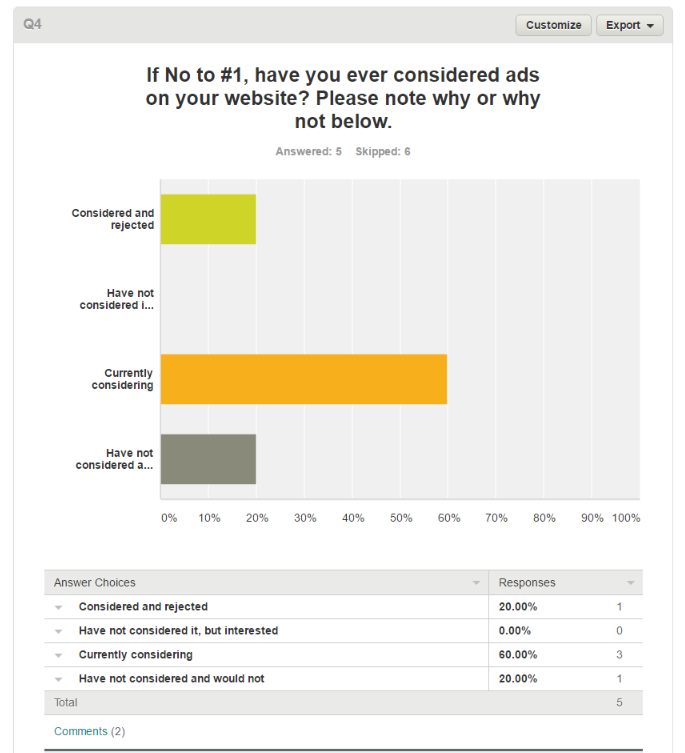 Q4
Customize
Export
If No to #1, have you ever considered ads
on your website? Please note why or why
not below.
Answered: 5 Skipped: 6
Considered and
rejected
Have not
considered i...
Currently
considering
Have not
considered a...
0% 10% 20% 30% 40% 50% 60% 70% 80% 90% 100%
Answer Choices Responses
Considered and rejected 20.00% 1
Have not considered it, but interested 0.00% 0
Currently considering 60.00% 3
Have not considered and would not 20.00% 1
Total 5
Comments (2)